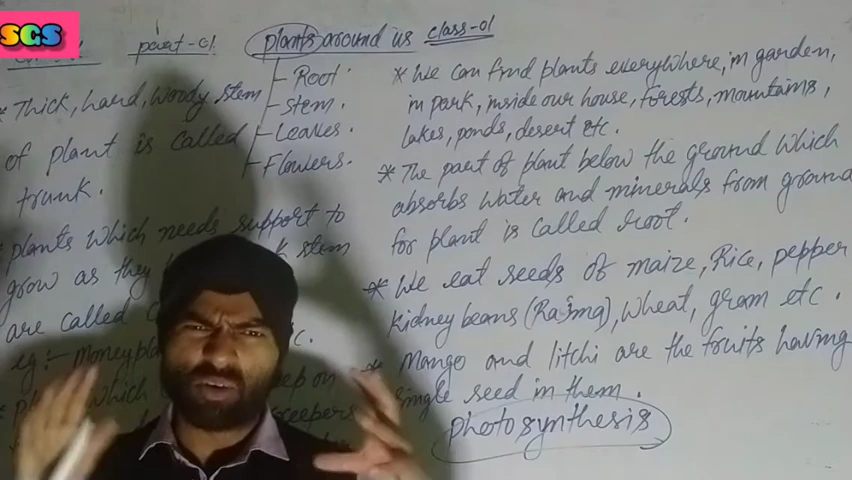 SGS
part-01
plants around us class-01
Root
Stem.
Leaves.
Flowers.
* Thick, hard, woody stem
of plant is called
trunk.
plants which needs support to
grow as they stem
are called
eg:- Money
which creep on
creepers
* We can find plants everywhere, in garden,
in park, inside our house, forests, mountains,
lakes, ponds, desert etc.
* The part of plant below the ground which
absorbs water and minerals from ground
for plant is called root.
* We eat seeds of maize, Rice, pepper
Kidney beans (Rajma), wheat, gram etc.
* Mango and litchi are the fruits having
single seed in them.
photosynthesis